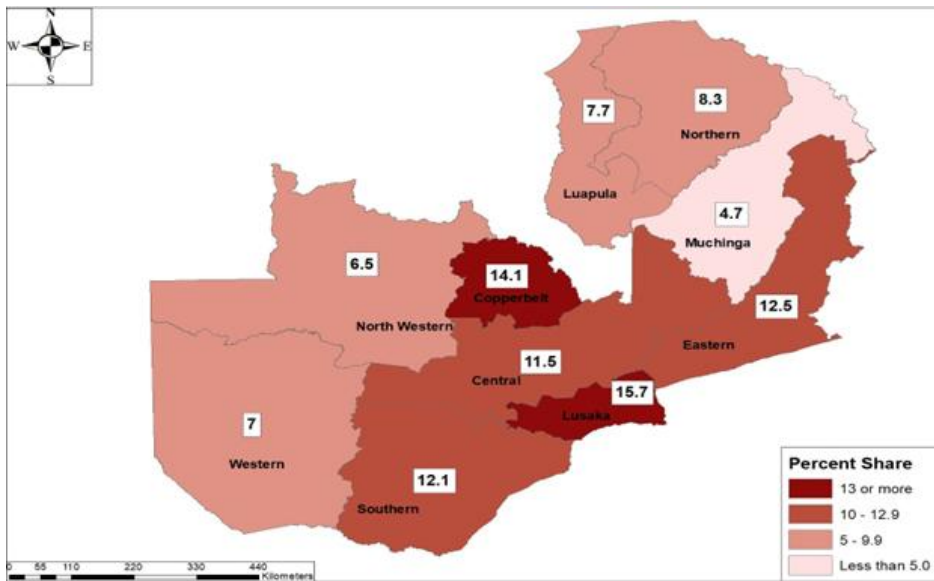 N
W E
S
7.7
8.3
Northern
Luapula
4.7
Muchinga
6.5
14.1
Copperbelt
12.5
North Western
Eastern
11.5
Central
15.7
Lusaka
7
Western
12.1
Southern
Percent Share
13 or more
10 - 12.9
5 - 9.9
Less than 5.0
0 55 110 220 330 440
Kilometers